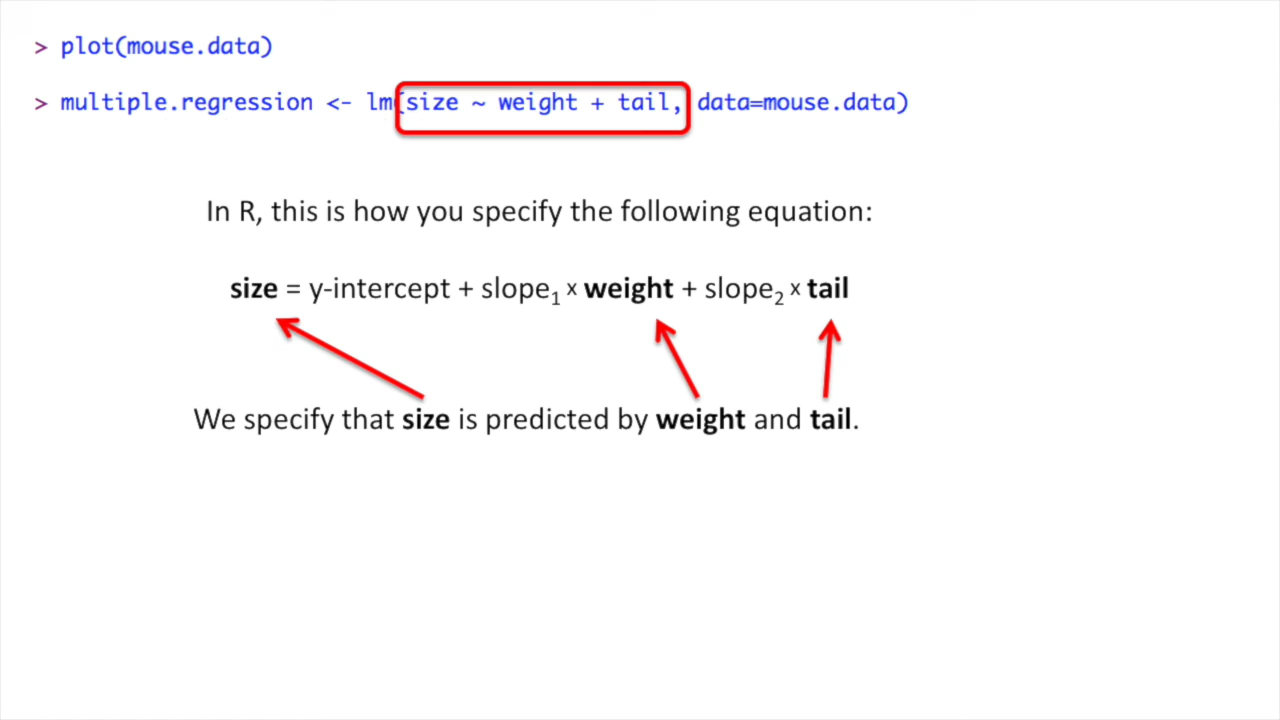 > plot(mouse.data)
> multiple.regression <- lm(size ~ weight + tail, data=mouse.data)
In R, this is how you specify the following equation:
size = y-intercept + slope₁ x weight + slope₂ x tail
We specify that size is predicted by weight and tail.